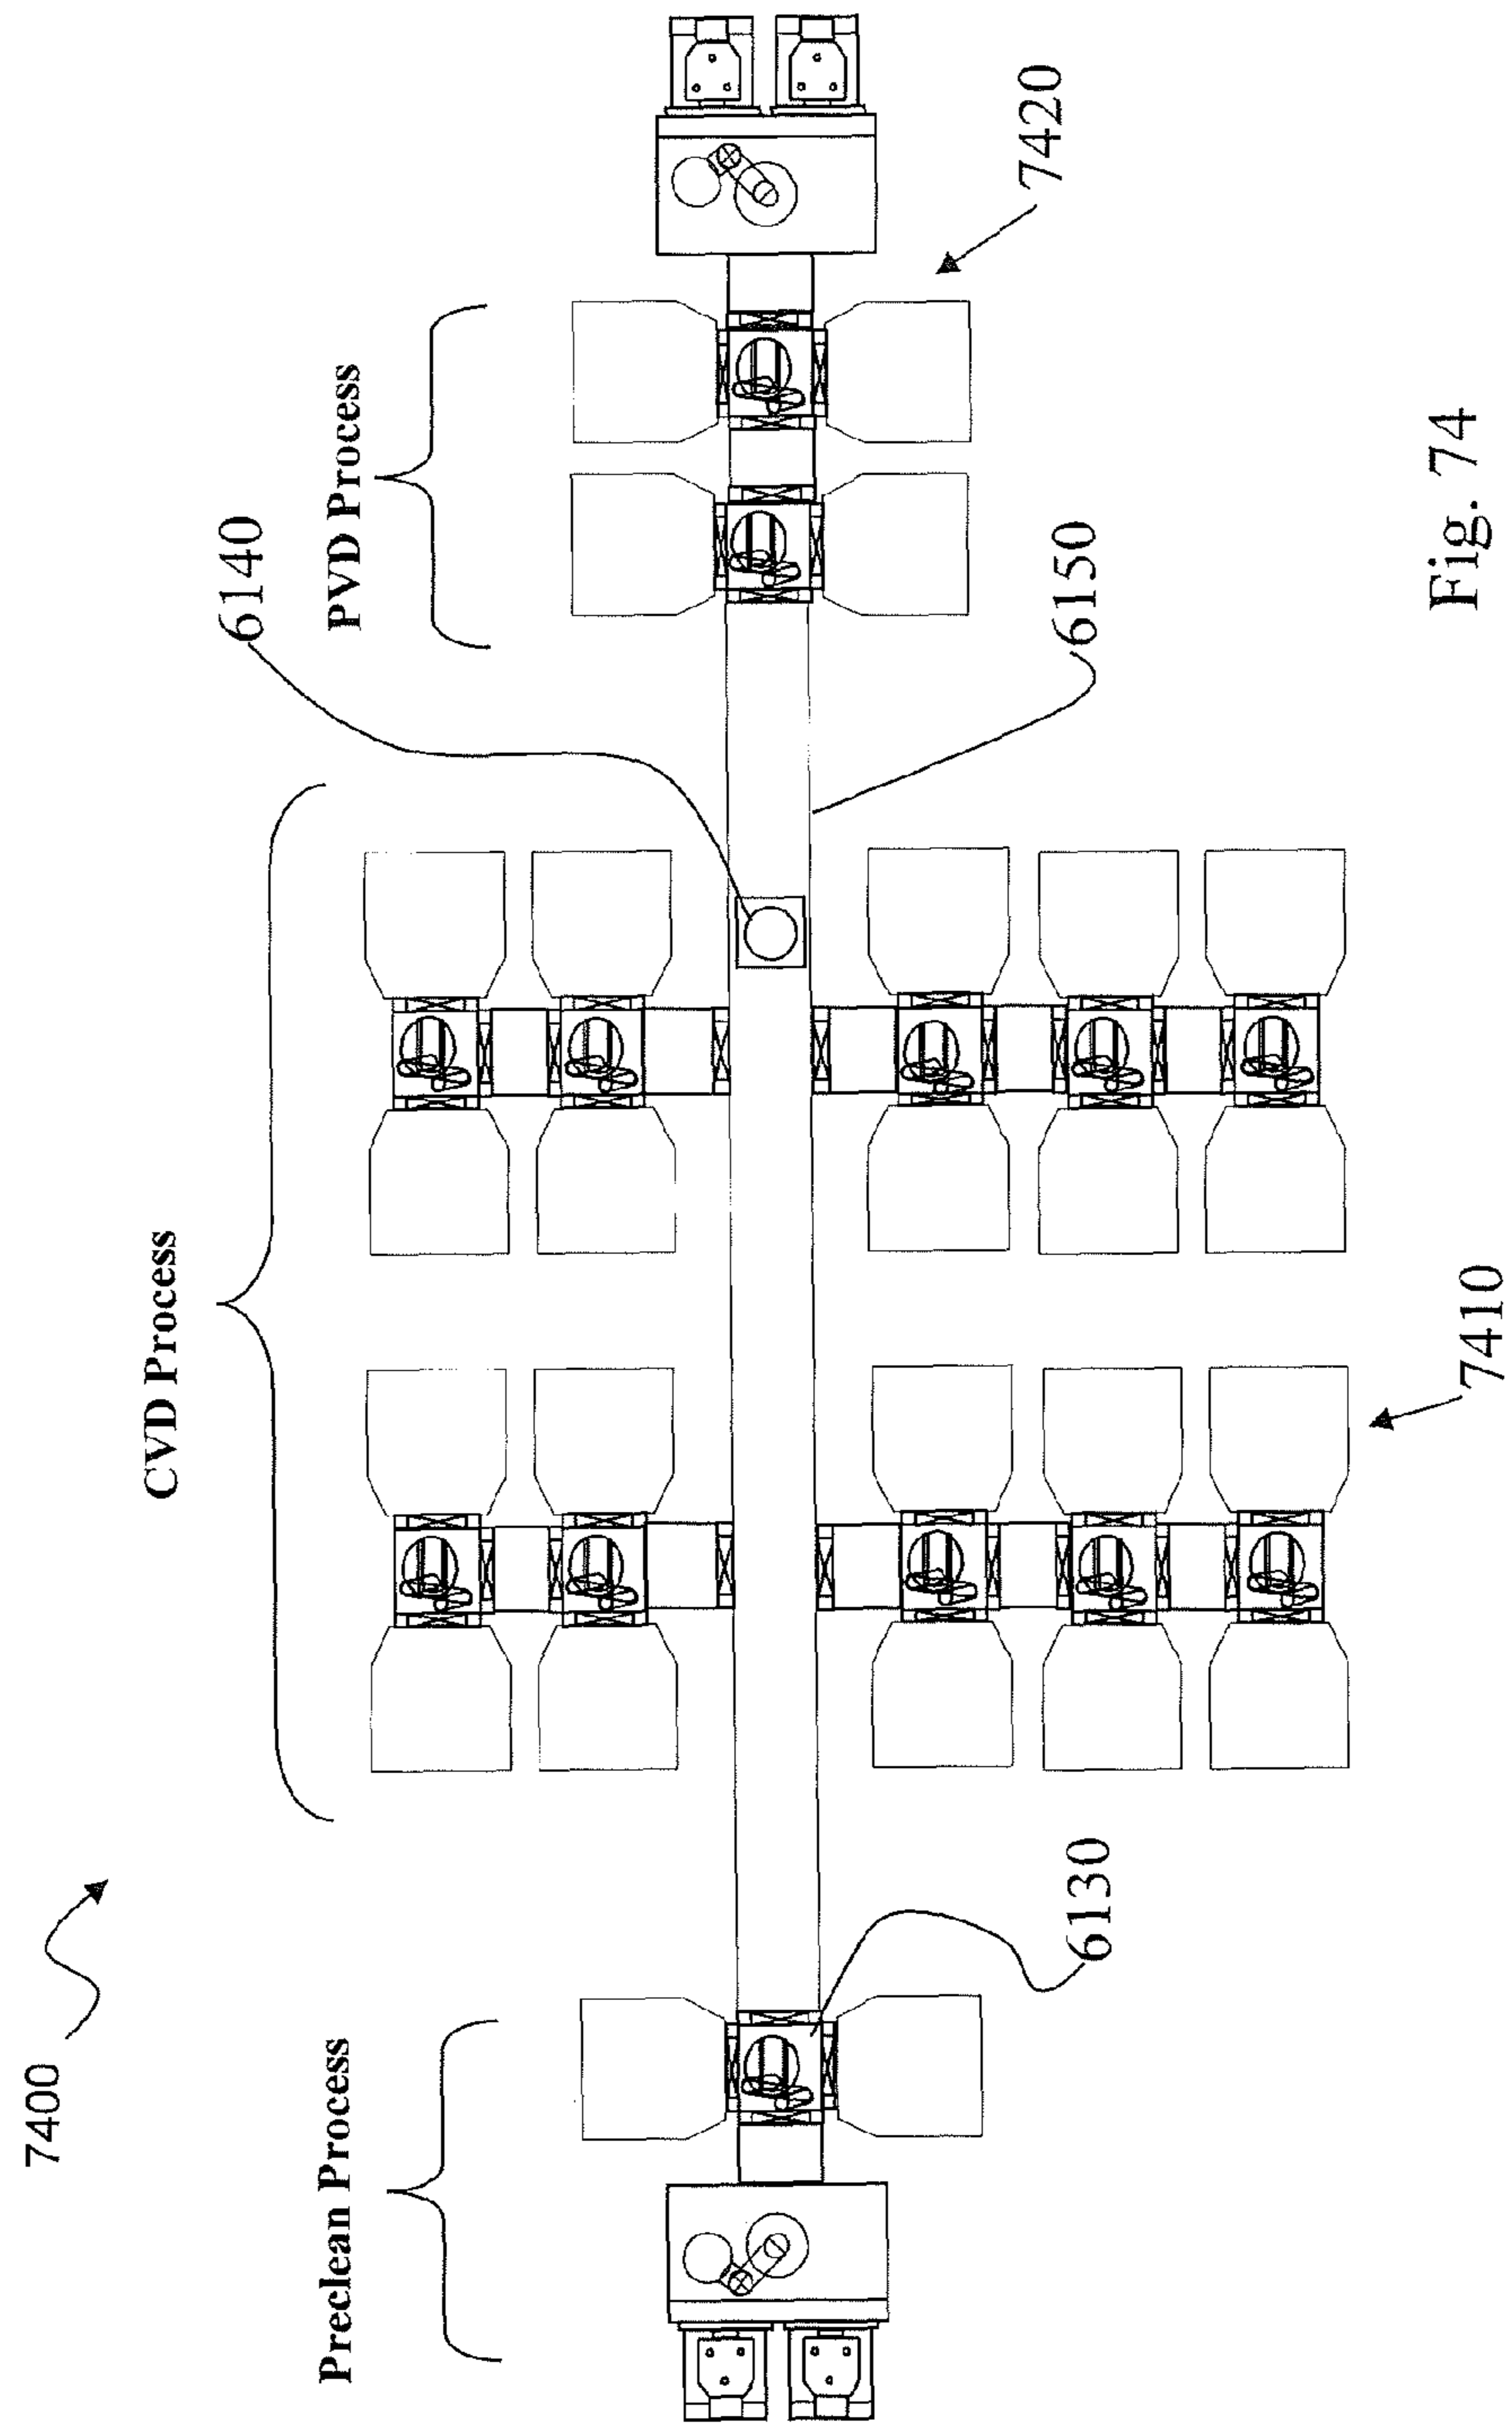 7400
Preclean Process
CVD Process
PVD Process
6140
6130
6150
7410
7420
Fig. 74